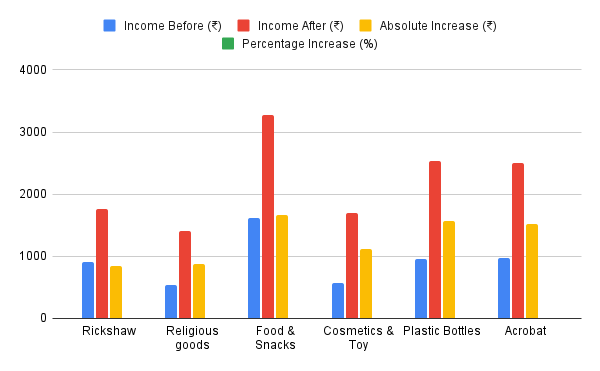 Income Before (₹) Income After (₹) Absolute Increase (₹)
Percentage Increase (%)
4000
3000
2000
1000
0
Rickshaw
Religious goods
Food & Snacks
Cosmetics & Toy
Plastic Bottles
Acrobat